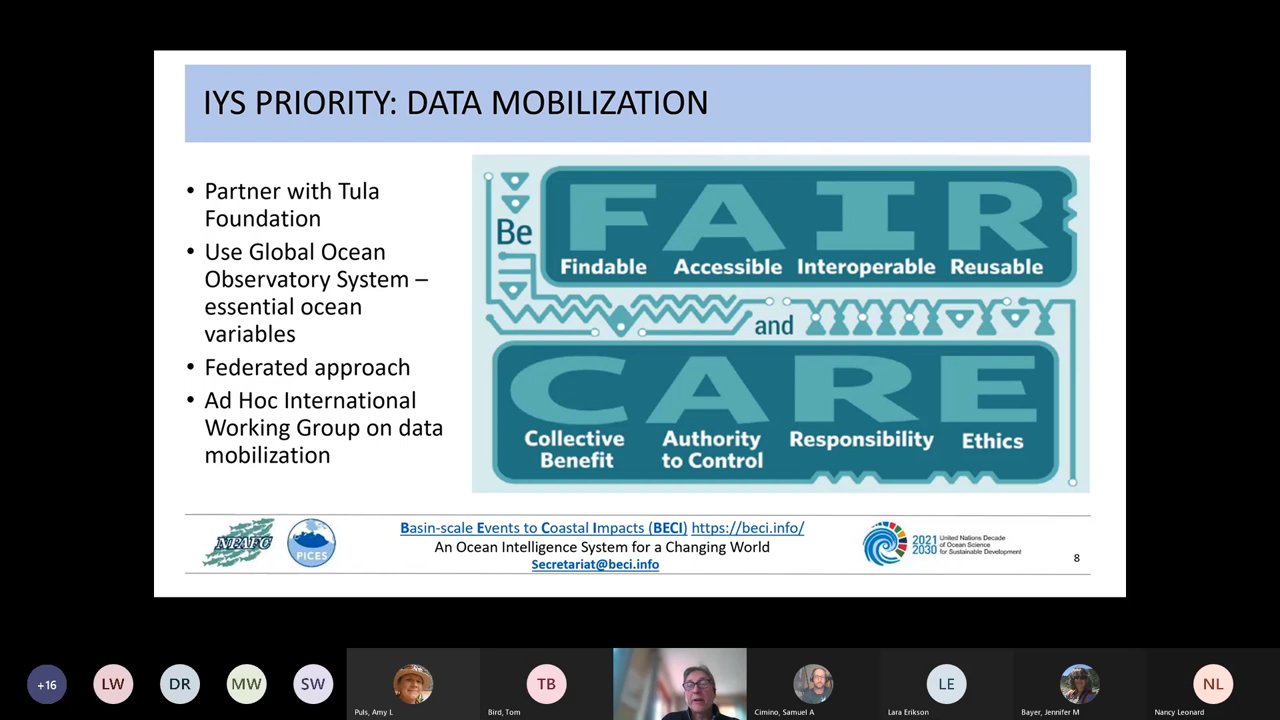 IYS PRIORITY: DATA MOBILIZATION
• Partner with Tula
Foundation
• Use Global Ocean
Observatory System –
essential ocean
variables
• Federated approach
• Ad Hoc International
Working Group on data
mobilization
Be
FAIR
Findable Accessible Interoperable Reusable
and
CARE
Collective
Benefit
Authority
to Control
Responsibility
Ethics
NPAFC
PICES
Basin-scale Events to Coastal Impacts (BECI) https://beci.info/
An Ocean Intelligence System for a Changing World
Secretariat@beci.info
2021
2030
United Nations Decade
of Ocean Science
for Sustainable Development
8
+16
LW
DR
MW
SW
Puls, Amy L
TB
Bird, Tom
Cimino, Samuel A
LE
Lara Erikson
Bayer, Jennifer M
NL
Nancy Leonard